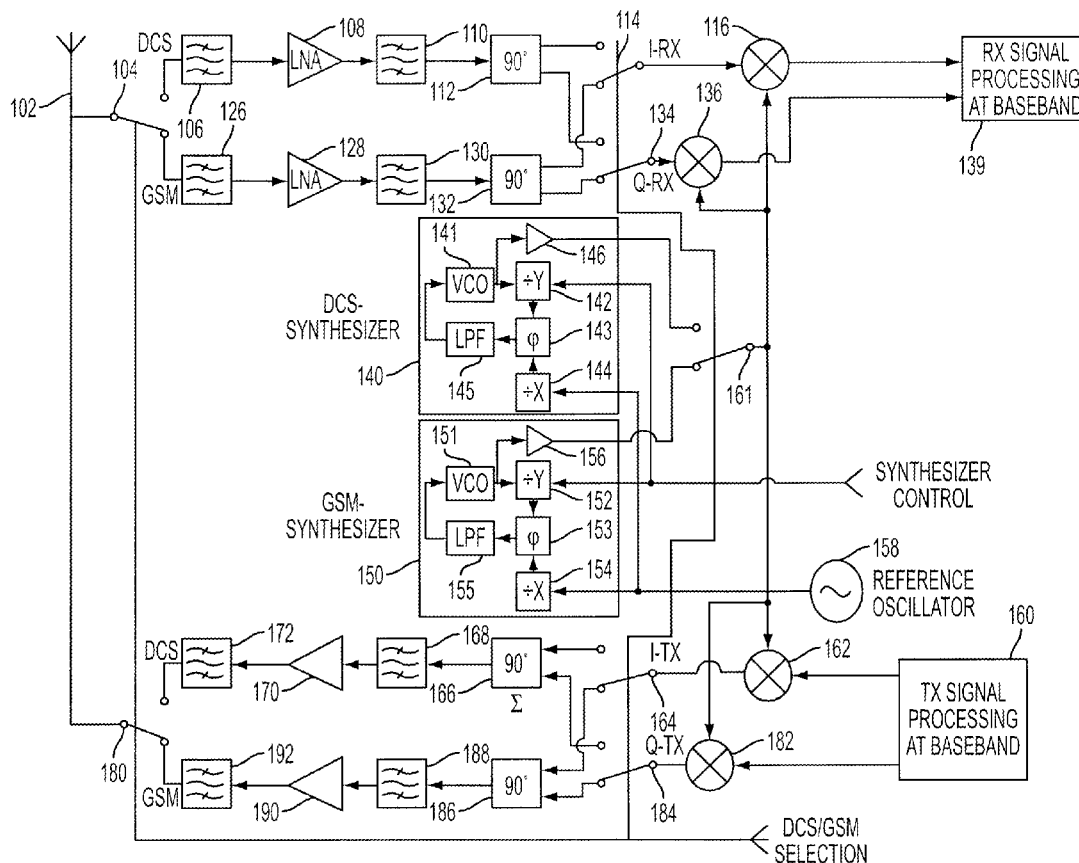 DCS
104
108
LNA
110
90°
114
I-RX
116
RX SIGNAL
PROCESSING
AT BASEBAND
139
102
106
126
112
136
GSM
128
LNA
130
90°
132
134
Q-RX
DCS-
SYNTHESIZER
140
141
VCO
146
÷Y
142
LPF
145
φ
143
÷X
144
161
GSM-
SYNTHESIZER
150
151
VCO
156
÷Y
152
LPF
155
φ
153
÷X
154
SYNTHESIZER
CONTROL
158
REFERENCE
OSCILLATOR
DCS
172
170
168
90°
166
Σ
I-TX
164
162
160
TX SIGNAL
PROCESSING
AT BASEBAND
180
GSM
192
190
188
90°
186
Q-TX
184
182
DCS/GSM
SELECTION